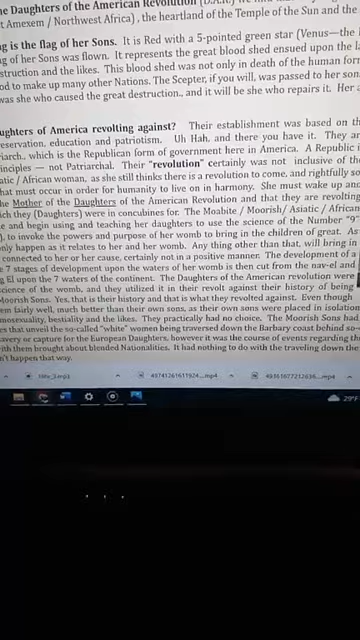 he Daughters of the American Revolution (D.A.R.) we
t Amexem / Northwest Africa), the heartland of the Temple of the Sun and the
ng is the flag of her Sons. It is Red with a 5-pointed green star (Venus—the
ag of her Sons was flown. It represents the great blood shed ensued upon the la
struction and the likes. This blood shed was not only in death of the human form
od to make up many other Nations. The Scepter, if you will, was passed to her son
was she who caused the great destruction., and it will be she who repairs it. Her
ughters of America revolting against? Their establishment was based on th
eservation, education and patriotism. Uh Hah, and there you have it. They ar
iarch., which is the Republican form of government here in America. A Republic i
inciples — not Patriarchal. Their "revolution" certainly was not inclusive of the
atic / African woman, as she still thinks there is a revolution to come, and rightfully so
hat must occur in order for humanity to live on in harmony. She must wake up and
he Mother of the Daughters of the American Revolution and that they are revolting
ich they (Daughters) were in concubines for. The Moabite / Moorish/ Asiatic / African
e and begin using and teaching her daughters to use the science of the Number "9"
), to invoke the powers and purpose of her womb to bring in the children of great. As
only happen as it relates to her and her womb. Any thing other than that, will bring in
connected to her or her cause, certainly not in a positive manner. The development of a
e 7 stages of development upon the waters of her womb is then cut from the nav-el and
g El upon the 7 waters of the continent. The Daughters of the American revolution were
science of the womb, and they utilized it in their revolt against their history of being
Moorish Sons. Yes, that is their history and that is what they revolted against. Even though
em fairly well, much better than their own sons, as their own sons were placed in isolation
mosexuality, bestiality and the likes. They practically had no choice. The Moorish Sons had
es that unveil the so-called "white" women being traversed down the Barbary coast behind so-
avery or capture for the European Daughters, however it was the course of events regarding the
ith them brought about blended Nationalities. It had nothing to do with the traveling down the
n't happen that way.
title_3.mp3
mp4
mp4
29°F